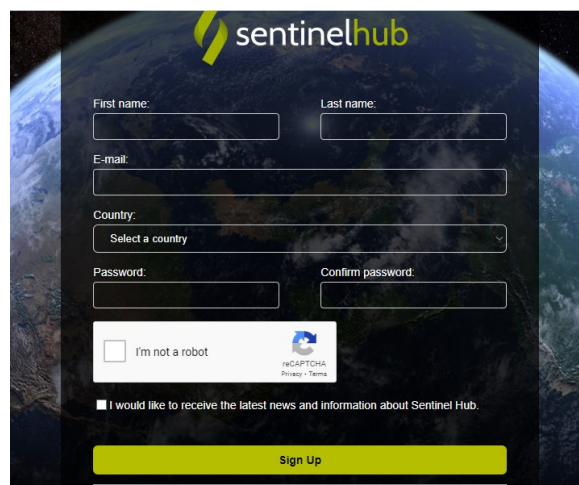 sentinelhub
First name: Last name:
E-mail:
Country:
Select a country
Password: Confirm password:
I'm not a robot
reCAPTCHA
Privacy - Terms
I would like to receive the latest news and information about Sentinel Hub.
Sign Up